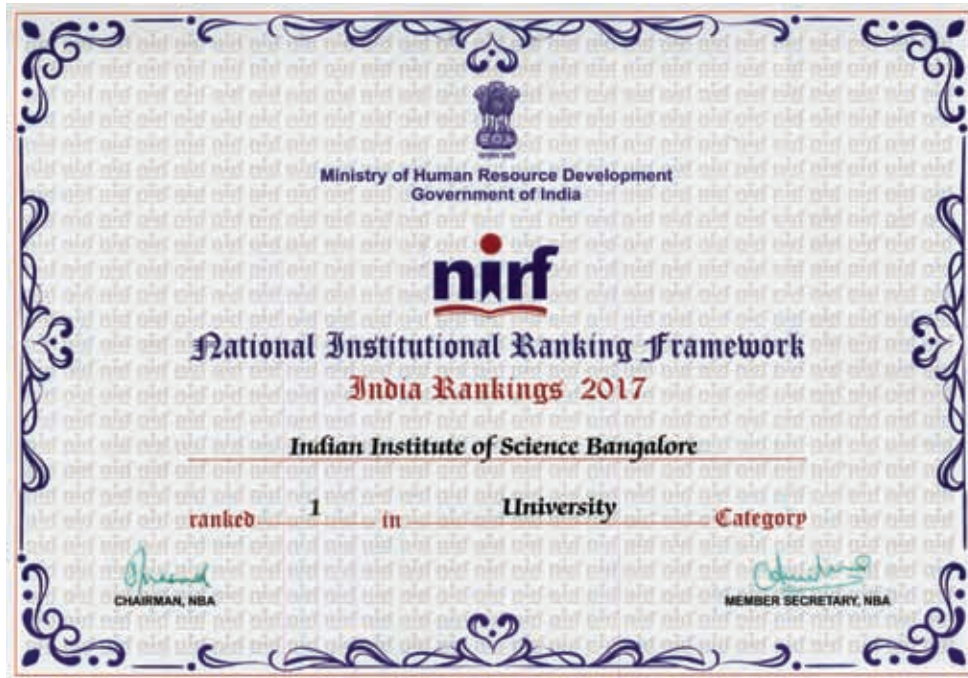 Ministry of Human Resource Development
Government of India
nirf
National Institutional Ranking Framework
India Rankings 2017
Indian Institute of Science Bangalore
ranked 1 in University Category
CHAIRMAN, NBA MEMBER SECRETARY, NBA